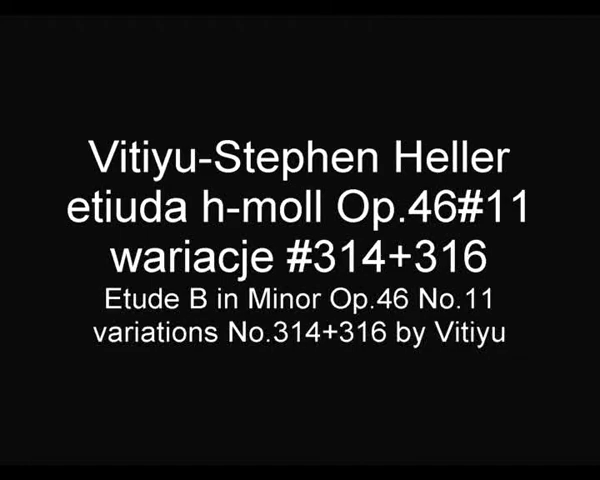 Vitiyu-Stephen Heller
etiuda h-moll Op.46#11
wariacje #314+316
Etude B in Minor Op.46 No.11
variations No.314+316 by Vitiyu